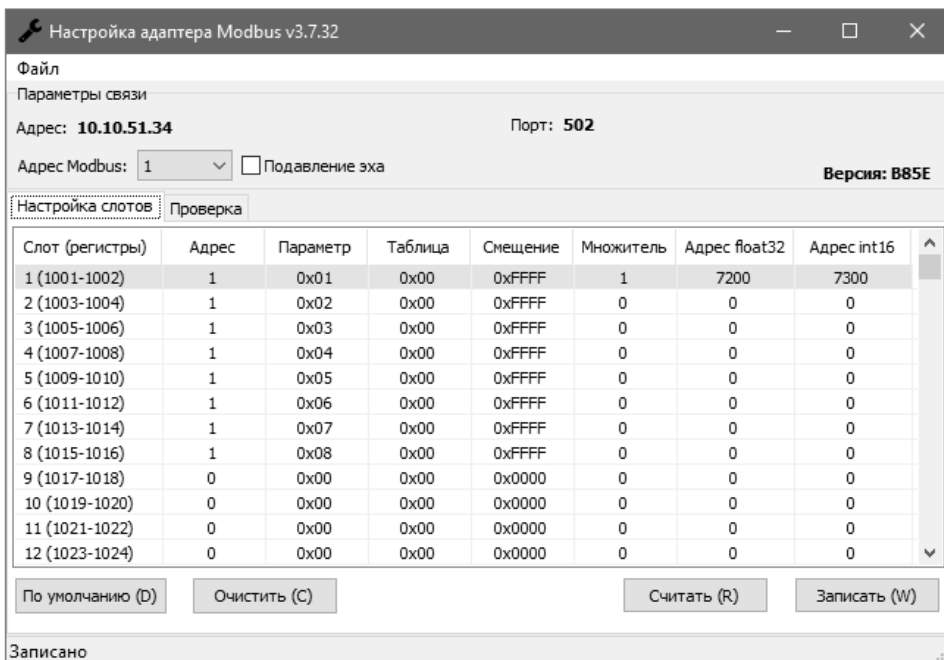 Настройка адаптера Modbus v3.7.32
Файл
Параметры связи
Адрес: 10.10.51.34 Порт: 502
Адрес Modbus: 1 Подавление эха
Версия: B85E
Настройка слотов Проверка
Слот (регистры) Адрес Параметр Таблица Смещение Множитель Адрес float32 Адрес int16
1 (1001-1002) 1 0x01 0x00 0xFFFF 1 7200 7300
2 (1003-1004) 1 0x02 0x00 0xFFFF 0 0 0
3 (1005-1006) 1 0x03 0x00 0xFFFF 0 0 0
4 (1007-1008) 1 0x04 0x00 0xFFFF 0 0 0
5 (1009-1010) 1 0x05 0x00 0xFFFF 0 0 0
6 (1011-1012) 1 0x06 0x00 0xFFFF 0 0 0
7 (1013-1014) 1 0x07 0x00 0xFFFF 0 0 0
8 (1015-1016) 1 0x08 0x00 0xFFFF 0 0 0
9 (1017-1018) 0 0x00 0x00 0x0000 0 0 0
10 (1019-1020) 0 0x00 0x00 0x0000 0 0 0
11 (1021-1022) 0 0x00 0x00 0x0000 0 0 0
12 (1023-1024) 0 0x00 0x00 0x0000 0 0 0
По умолчанию (D) Очистить (C) Считать (R) Записать (W)
Записано